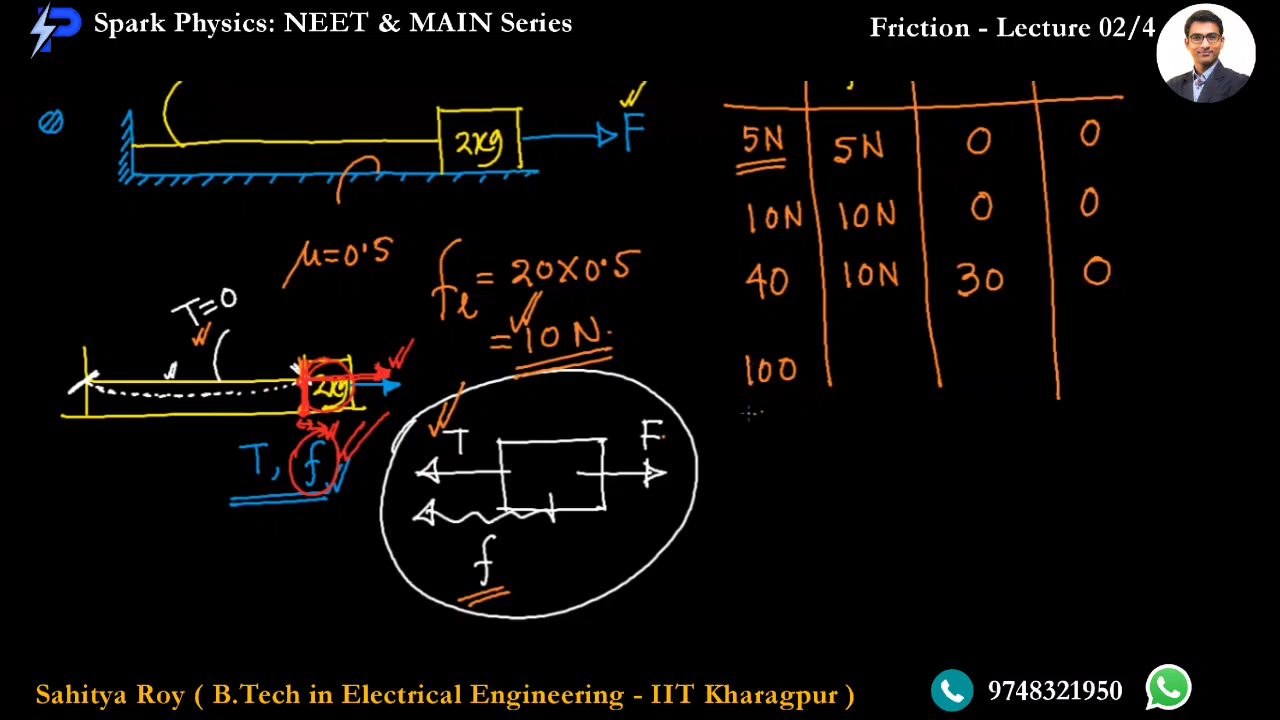 Spark Physics: NEET & MAIN Series
Friction - Lecture 02/4
2kg
F
μ=0.5
f_l = 20×0.5
= 10 N.
T=0
2kg
T, f
T
F
f
5N 5N 0 0
10N 10N 0 0
40 10N 30 0
100
Sahitya Roy ( B.Tech in Electrical Engineering - IIT Kharagpur )
9748321950